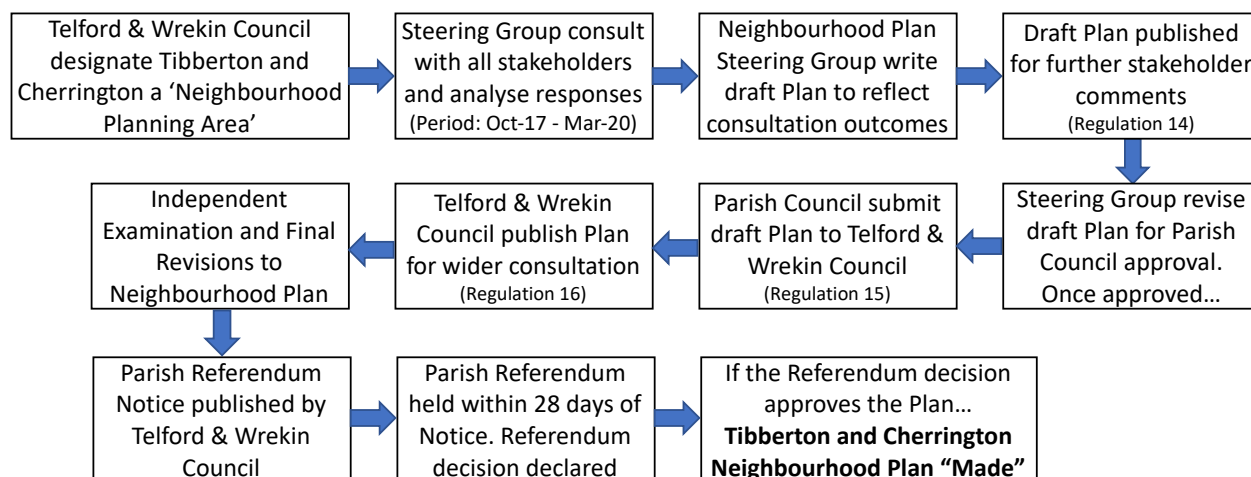 Telford & Wrekin Council
designate Tibberton and
Cherrington a ‘Neighbourhood
Planning Area’
Steering Group consult
with all stakeholders
and analyse responses
(Period: Oct-17 - Mar-20)
Neighbourhood Plan
Steering Group write
draft Plan to reflect
consultation outcomes
Draft Plan published
for further stakeholder
comments
(Regulation 14)
Steering Group revise
draft Plan for Parish
Council approval.
Once approved…
Parish Council submit
draft Plan to Telford &
Wrekin Council
(Regulation 15)
Telford & Wrekin
Council publish Plan
for wider consultation
(Regulation 16)
Independent
Examination and Final
Revisions to
Neighbourhood Plan
Parish Referendum
Notice published by
Telford & Wrekin
Council
Parish Referendum
held within 28 days of
Notice. Referendum
decision declared
If the Referendum decision
approves the Plan…
Tibberton and Cherrington
Neighbourhood Plan “Made”